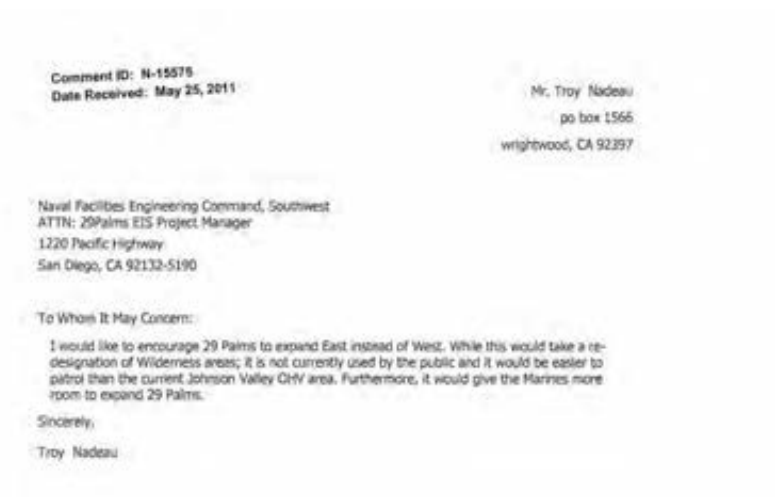 Comment ID: N-15575
Date Received: May 25, 2011
Mr. Troy Nadeau
po box 1566
wrightwood, CA 92397
Naval Facilities Engineering Command, Southwest
ATTN: 29Palms EIS Project Manager
1220 Pacific Highway
San Diego, CA 92132-5190
To Whom It May Concern:
I would like to encourage 29 Palms to expand East instead of West. While this would take a re-
designation of Wilderness areas; it is not currently used by the public and it would be easier to
patrol than the current Johnson Valley OHV area. Furthermore, it would give the Marines more
room to expand 29 Palms.
Sincerely,
Troy Nadeau